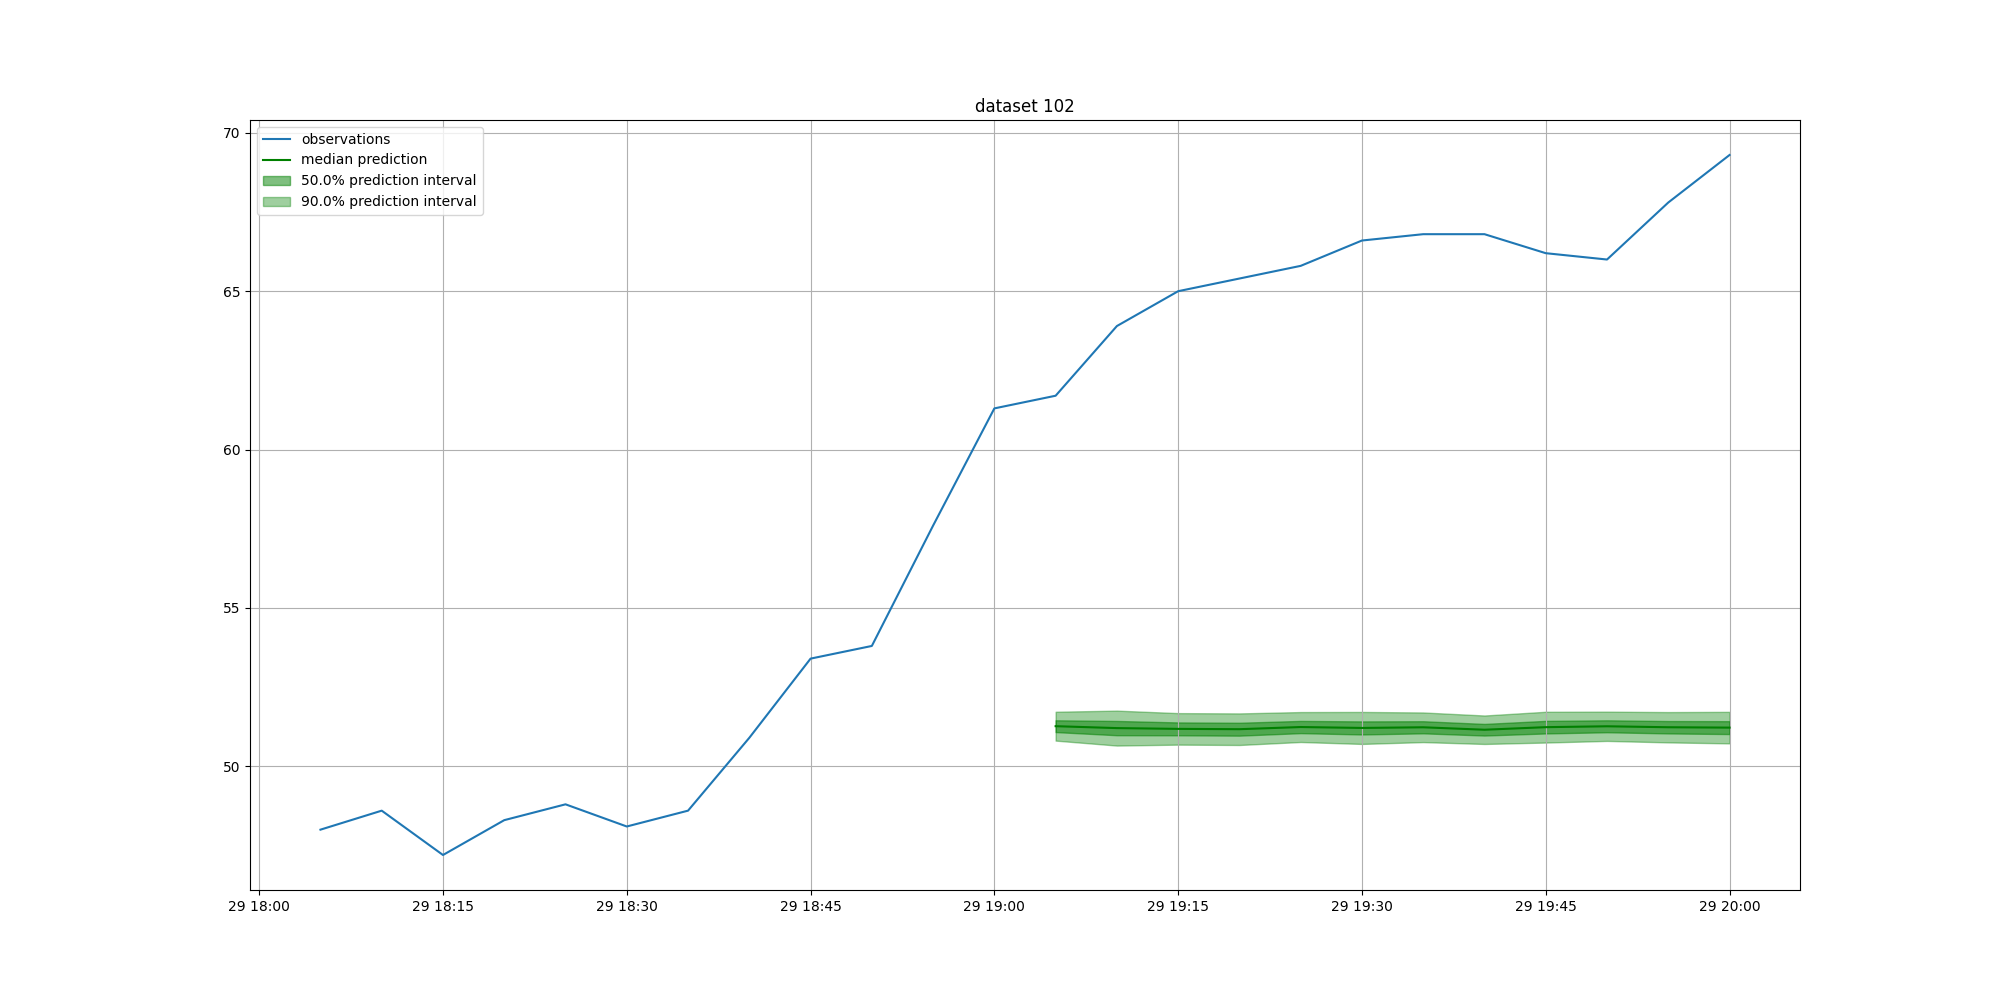 dataset 102
observations
median prediction
50.0% prediction interval
90.0% prediction interval
70
65
60
55
50
29 18:00 29 18:15 29 18:30 29 18:45 29 19:00 29 19:15 29 19:30 29 19:45 29 20:00